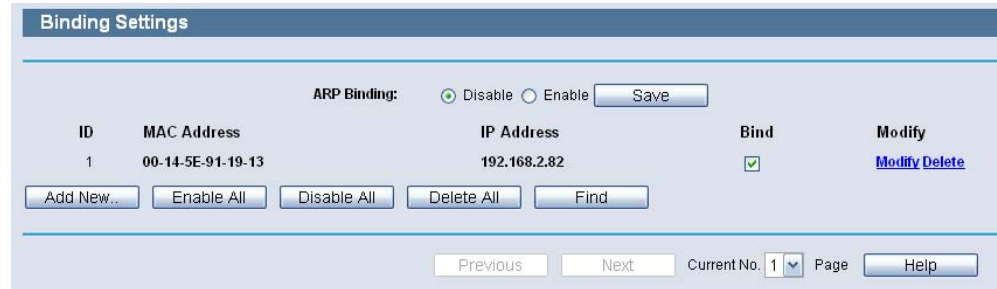 Binding Settings
ARP Binding: Disable Enable Save
ID MAC Address IP Address Bind Modify
1 00-14-5E-91-19-13 192.168.2.82 Modify Delete
Add New.. Enable All Disable All Delete All Find
Previous Next Current No. 1 Page Help